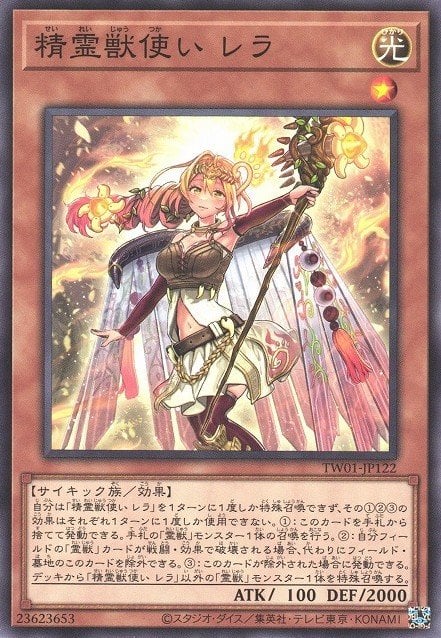 精霊獣使い レラ
光
TW01-JP122
【サイキック族／効果】
自分は「精霊獣使い レラ」を1ターンに1度しか特殊召喚できず、その①②③の
効果はそれぞれ1ターンに1度しか使用できない。①：このカードを手札から
捨てて発動できる。手札の「霊獣」モンスター1体の召喚を行う。②：自分フィー
ルドの「霊獣」カードが戦闘・効果で破壊される場合、代わりにフィールド・
墓地のこのカードを除外できる。③：このカードが除外された場合に発動できる。
デッキから「精霊獣使い レラ」以外の「霊獣」モンスター1体を特殊召喚する。
ATK/ 100 DEF/2000
23623653 ©スタジオ・ダイス/集英社・テレビ東京・KONAMI